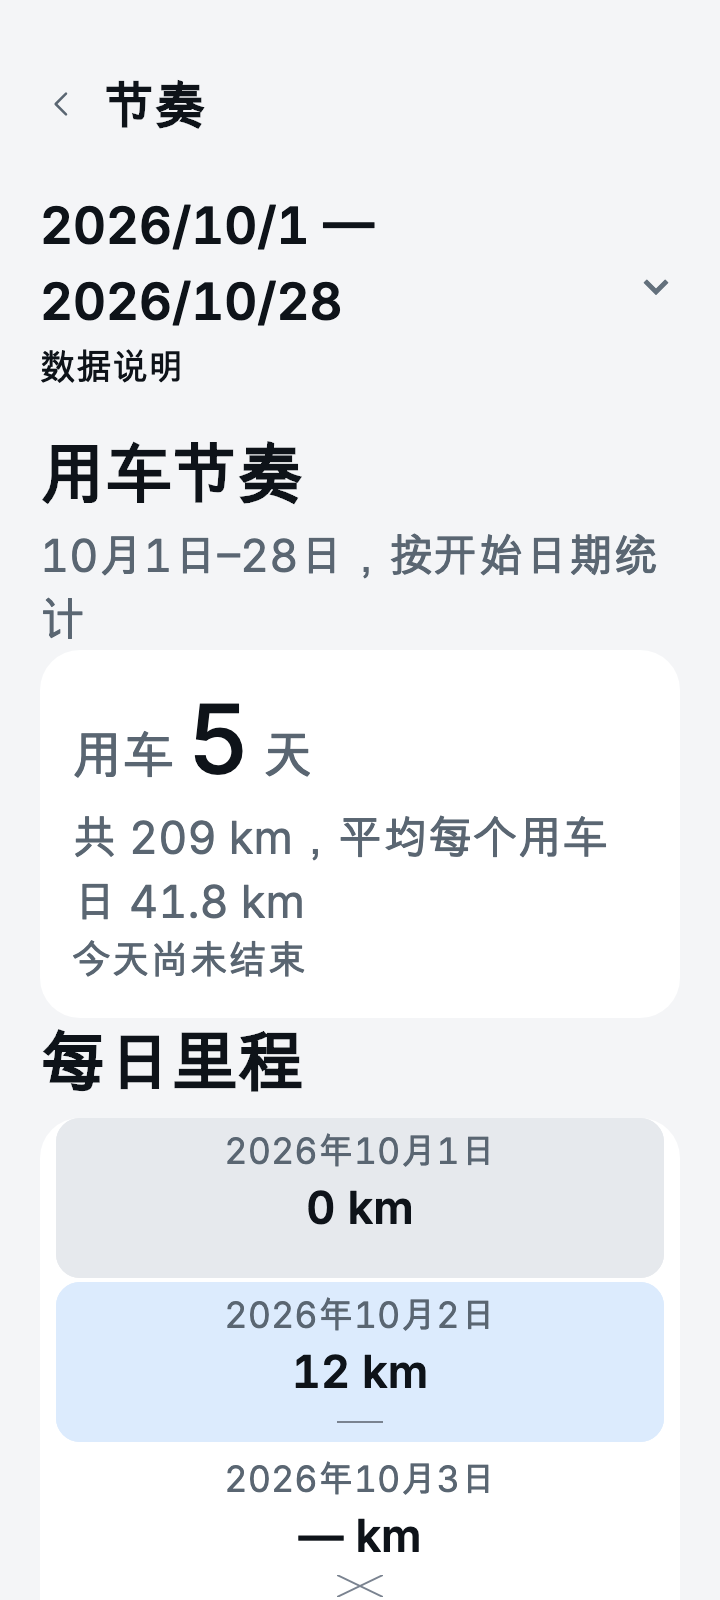 节奏
2026/10/1 —
2026/10/28
数据说明
用车节奏
10月1日–28日，按开始日期统
计
用车 5 天
共 209 km，平均每个用车
日 41.8 km
今天尚未结束
每日里程
2026年10月1日
0 km
2026年10月2日
12 km
2026年10月3日
— km